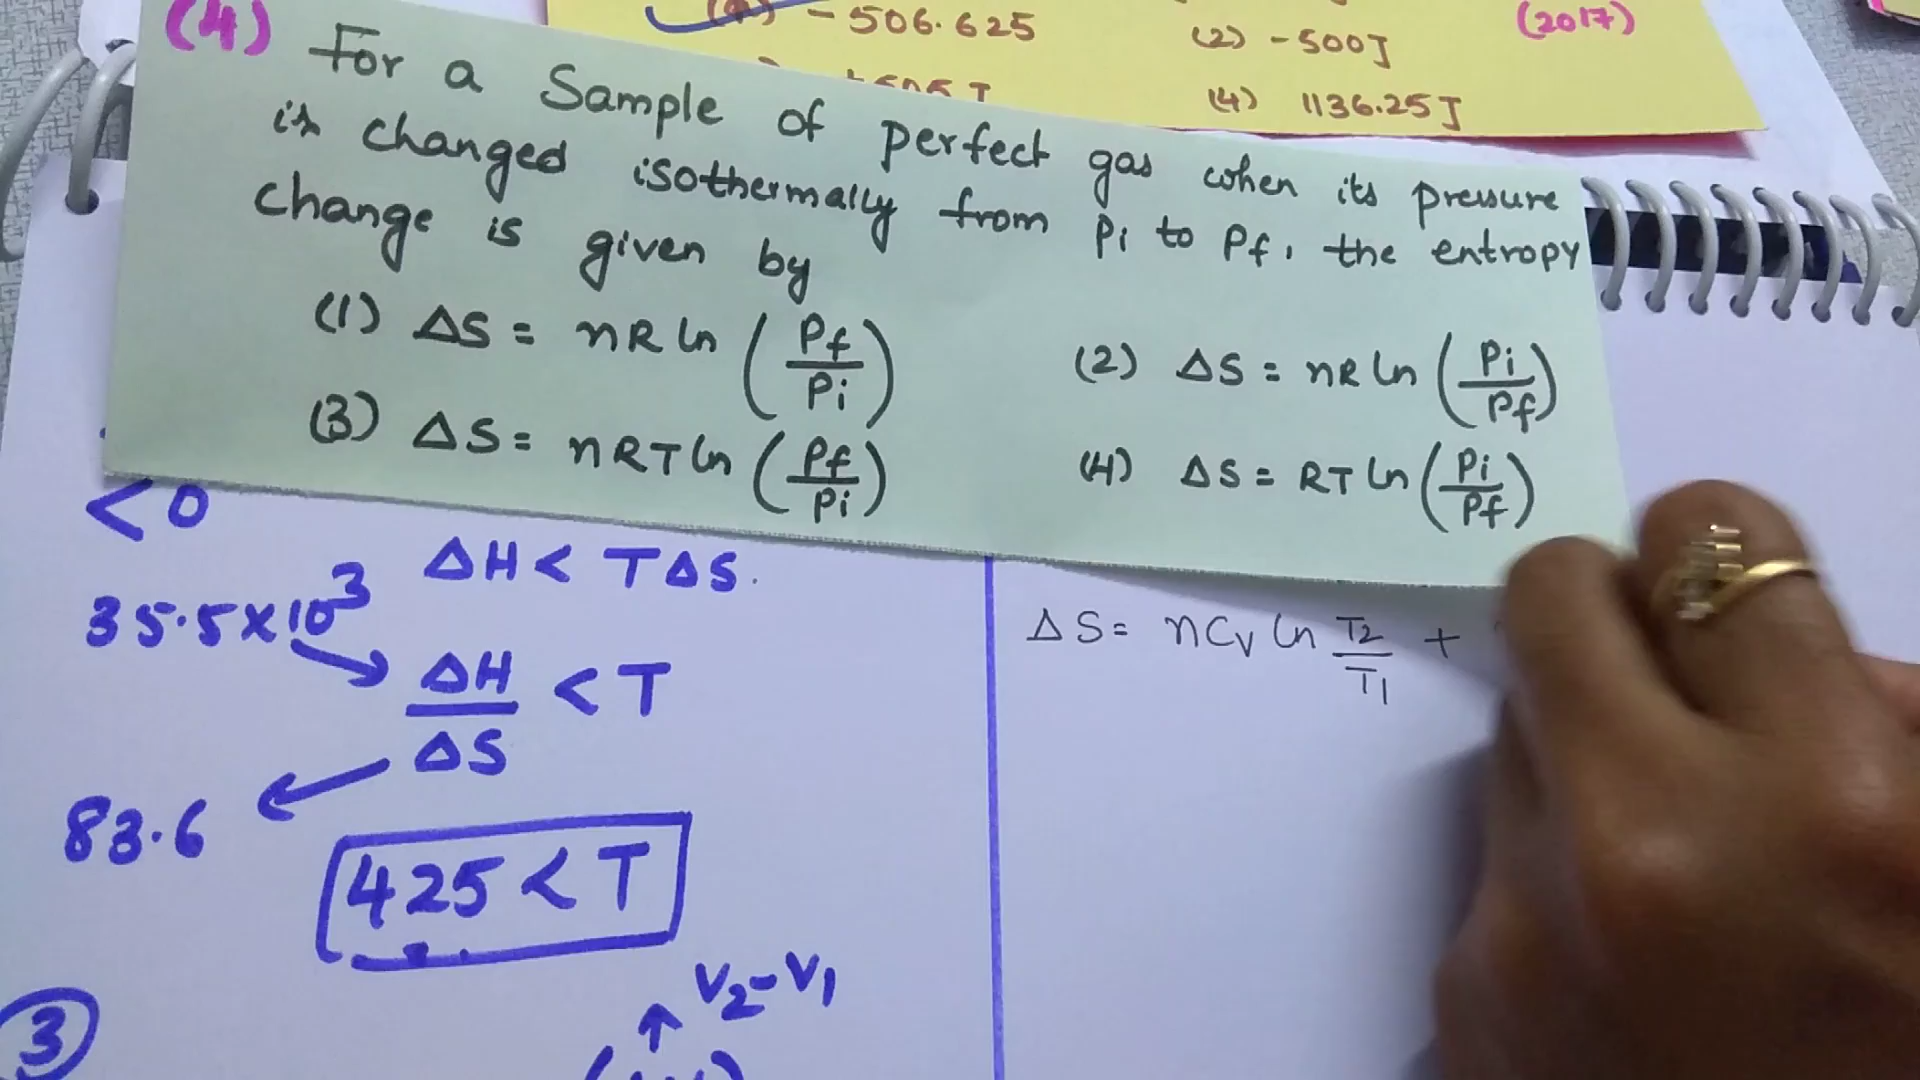 - 506.625
(2) -500J
(2017)
(4) 1136.25J
(4) For a Sample of perfect gas when its pressure
is changed isothermally from Pi to Pf, the entropy
change is given by
(1) ΔS = nR ln (Pf/Pi)
(2) ΔS = nR ln (Pi/Pf)
(3) ΔS = nRT ln (Pf/Pi)
(4) ΔS = RT ln (Pi/Pf)
< 0
ΔH < TΔS.
35.5×10³
ΔH/ΔS < T
83.6
425 < T
V2-V1
3
ΔS = nCv ln T2/T1 +